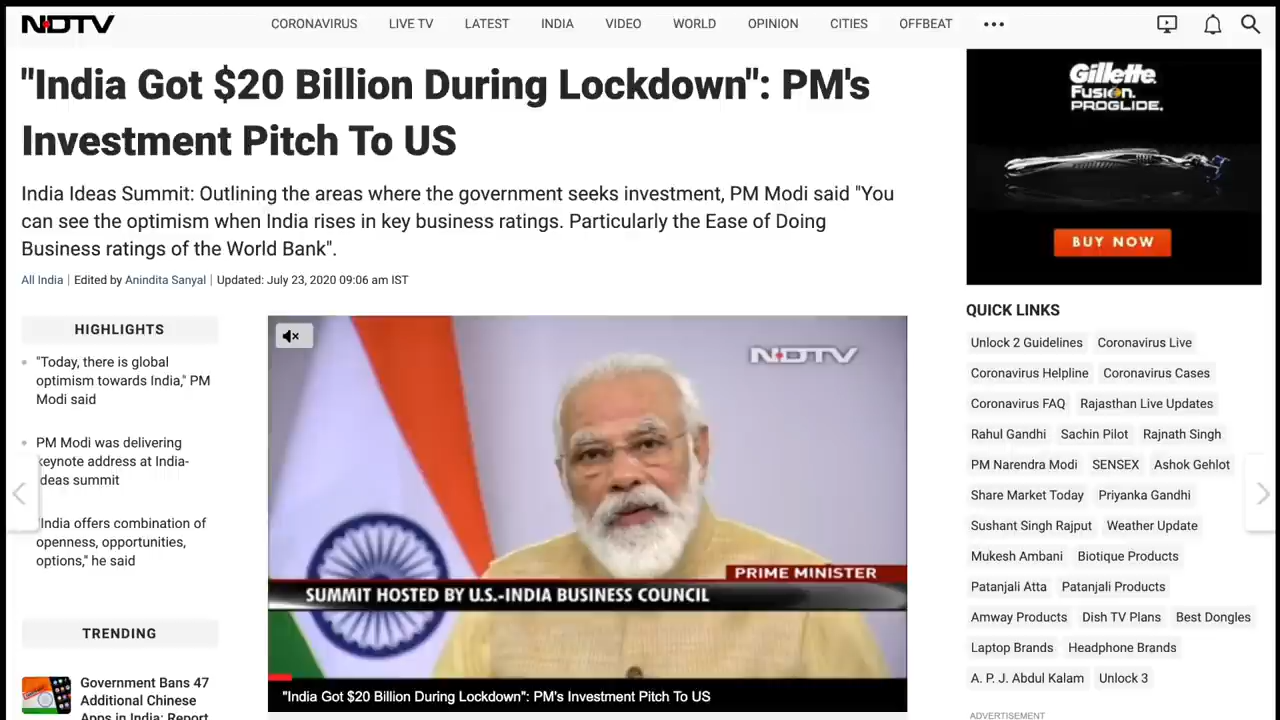 NDTV
CORONAVIRUS LIVE TV LATEST INDIA VIDEO WORLD OPINION CITIES OFFBEAT
"India Got $20 Billion During Lockdown": PM's
Investment Pitch To US
India Ideas Summit: Outlining the areas where the government seeks investment, PM Modi said "You
can see the optimism when India rises in key business ratings. Particularly the Ease of Doing
Business ratings of the World Bank".
All India | Edited by Anindita Sanyal | Updated: July 23, 2020 09:06 am IST
HIGHLIGHTS
"Today, there is global
optimism towards India," PM
Modi said
PM Modi was delivering
keynote address at India-
ideas summit
"India offers combination of
openness, opportunities,
options," he said
TRENDING
Government Bans 47
Additional Chinese
Apps in India: Report
NDTV
PRIME MINISTER
SUMMIT HOSTED BY U.S.-INDIA BUSINESS COUNCIL
"India Got $20 Billion During Lockdown": PM's Investment Pitch To US
Gillette
Fusion.
PROGLIDE.
BUY NOW
QUICK LINKS
Unlock 2 Guidelines Coronavirus Live
Coronavirus Helpline Coronavirus Cases
Coronavirus FAQ Rajasthan Live Updates
Rahul Gandhi Sachin Pilot Rajnath Singh
PM Narendra Modi SENSEX Ashok Gehlot
Share Market Today Priyanka Gandhi
Sushant Singh Rajput Weather Update
Mukesh Ambani Biotique Products
Patanjali Atta Patanjali Products
Amway Products Dish TV Plans Best Dongles
Laptop Brands Headphone Brands
A. P. J. Abdul Kalam Unlock 3
ADVERTISEMENT